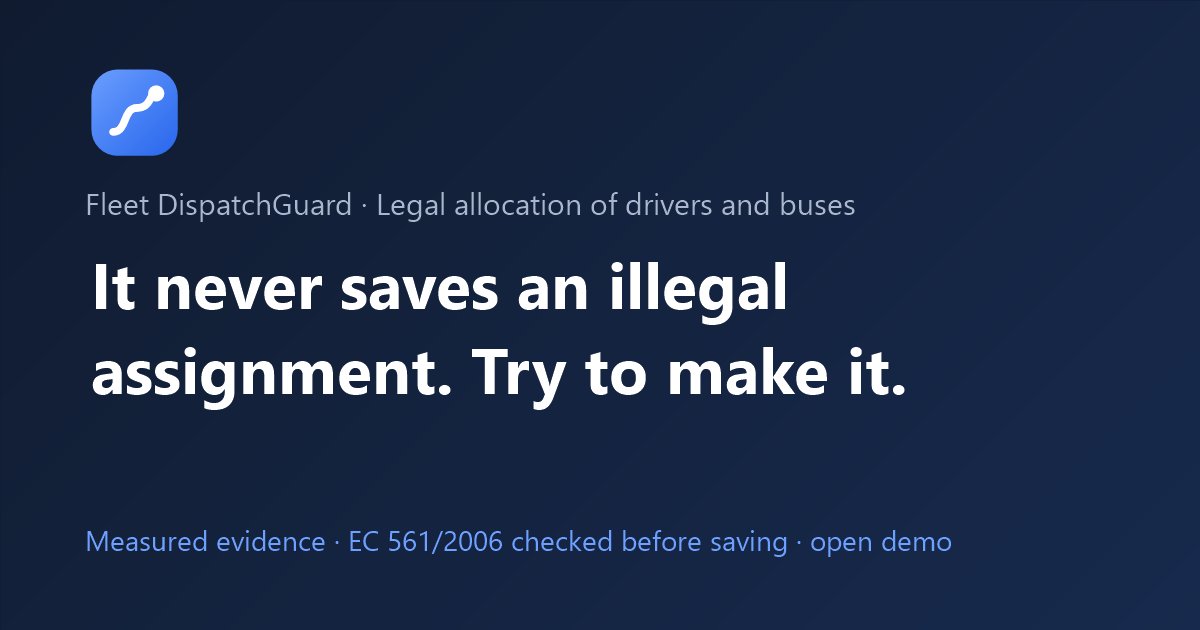 Fleet DispatchGuard · Legal allocation of drivers and buses
It never saves an illegal
assignment. Try to make it.
Measured evidence · EC 561/2006 checked before saving · open demo